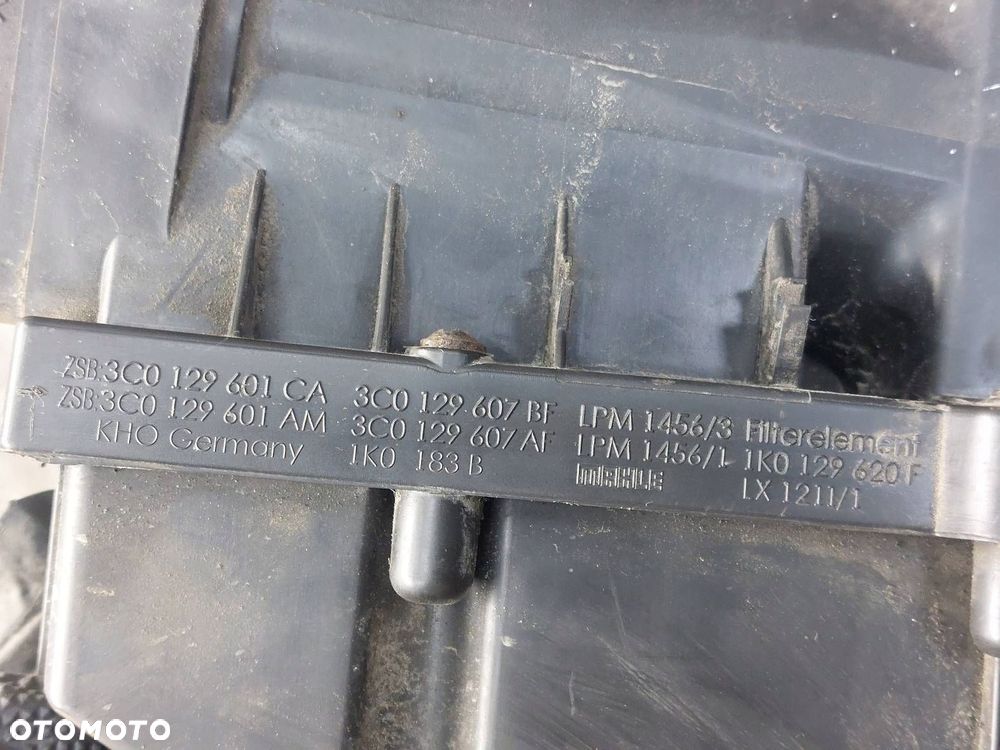 ZSB:3C0 129 601 CA 3C0 129 607 BF LPM 1456/3 Filterelement
ZSB:3C0 129 601 AM 3C0 129 607 AF LPM 1456/1 1K0 129 620 F
KHO Germany 1K0 183 B MAHLE LX 1211/1
OTOMOTO